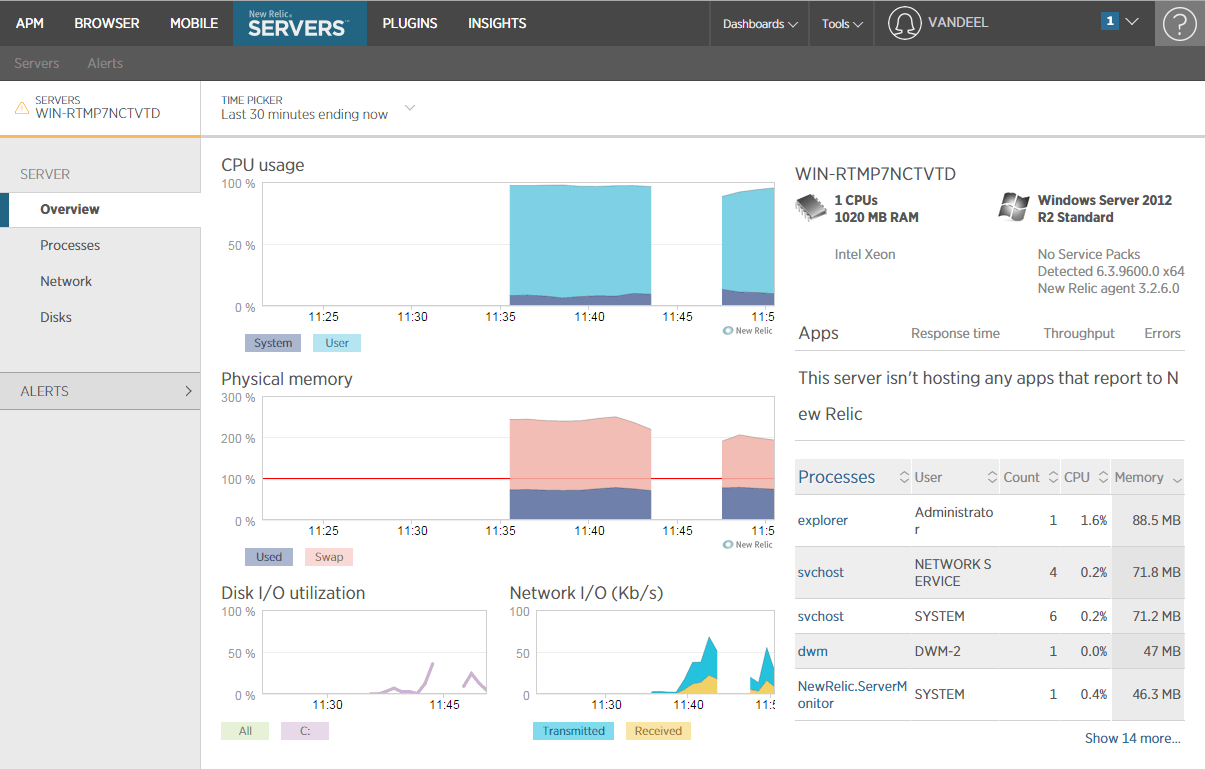 APM BROWSER MOBILE New Relic® SERVERS™ PLUGINS INSIGHTS Dashboards Tools VANDEEL 1 ?
Servers Alerts
SERVERS
WIN-RTMP7NCTVTD
TIME PICKER
Last 30 minutes ending now
SERVER
Overview
Processes
Network
Disks
ALERTS
CPU usage
100 %
50 %
0 %
11:25 11:30 11:35 11:40 11:45 11:5
New Relic
System User
Physical memory
300 %
200 %
100 %
0 %
11:25 11:30 11:35 11:40 11:45 11:5
New Relic
Used Swap
Disk I/O utilization
100 %
50 %
0 %
11:30 11:45
All C:
Network I/O (Kb/s)
100
50
0
11:30 11:40 11:5
Transmitted Received
WIN-RTMP7NCTVTD
1 CPUs
1020 MB RAM
Intel Xeon
Windows Server 2012
R2 Standard
No Service Packs
Detected 6.3.9600.0 x64
New Relic agent 3.2.6.0
Apps Response time Throughput Errors
This server isn't hosting any apps that report to N
ew Relic
Processes User Count CPU Memory
explorer Administrato
r 1 1.6% 88.5 MB
svchost NETWORK S
ERVICE 4 0.2% 71.8 MB
svchost SYSTEM 6 0.2% 71.2 MB
dwm DWM-2 1 0.0% 47 MB
NewRelic.ServerM
onitor SYSTEM 1 0.4% 46.3 MB
Show 14 more...